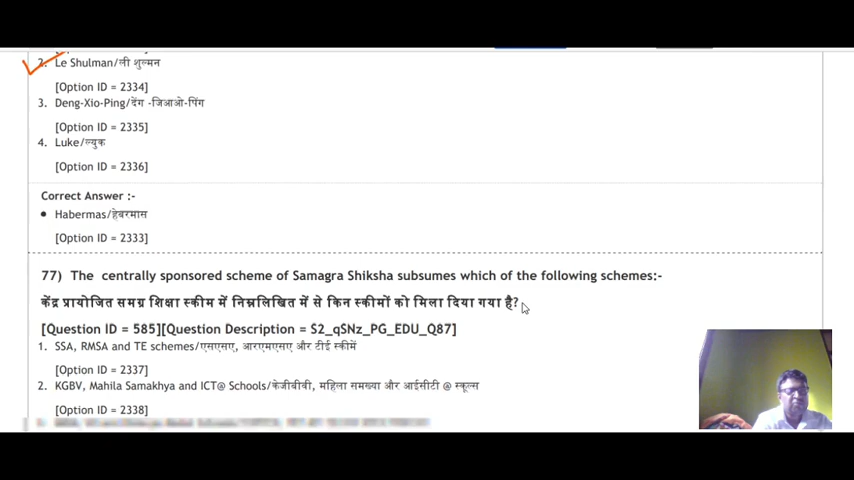 2. Le Shulman/ली शुल्मन
[Option ID = 2334]
3. Deng-Xio-Ping/देंग -जिआओ-पिंग
[Option ID = 2335]
4. Luke/ल्युक
[Option ID = 2336]
Correct Answer :-
• Habermas/हेबरमास
[Option ID = 2333]
77) The centrally sponsored scheme of Samagra Shiksha subsumes which of the following schemes:-
केंद्र प्रायोजित समग्र शिक्षा स्कीम में निम्नलिखित में से किन स्कीमों को मिला दिया गया है?
[Question ID = 585][Question Description = S2_qSNz_PG_EDU_Q87]
1. SSA, RMSA and TE schemes/एसएसए, आरएमएसए और टीई स्कीमें
[Option ID = 2337]
2. KGBV, Mahila Samakhya and ICT@ Schools/केजीबीवी, महिला समख्या और आईसीटी @ स्कूल्स
[Option ID = 2338]